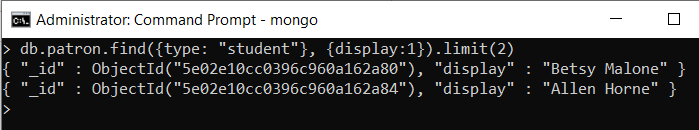 Administrator: Command Prompt - mongo
> db.patron.find({type: "student"}, {display:1}).limit(2)
{ "_id" : ObjectId("5e02e10cc0396c960a162a80"), "display" : "Betsy Malone" }
{ "_id" : ObjectId("5e02e10cc0396c960a162a84"), "display" : "Allen Horne" }
>